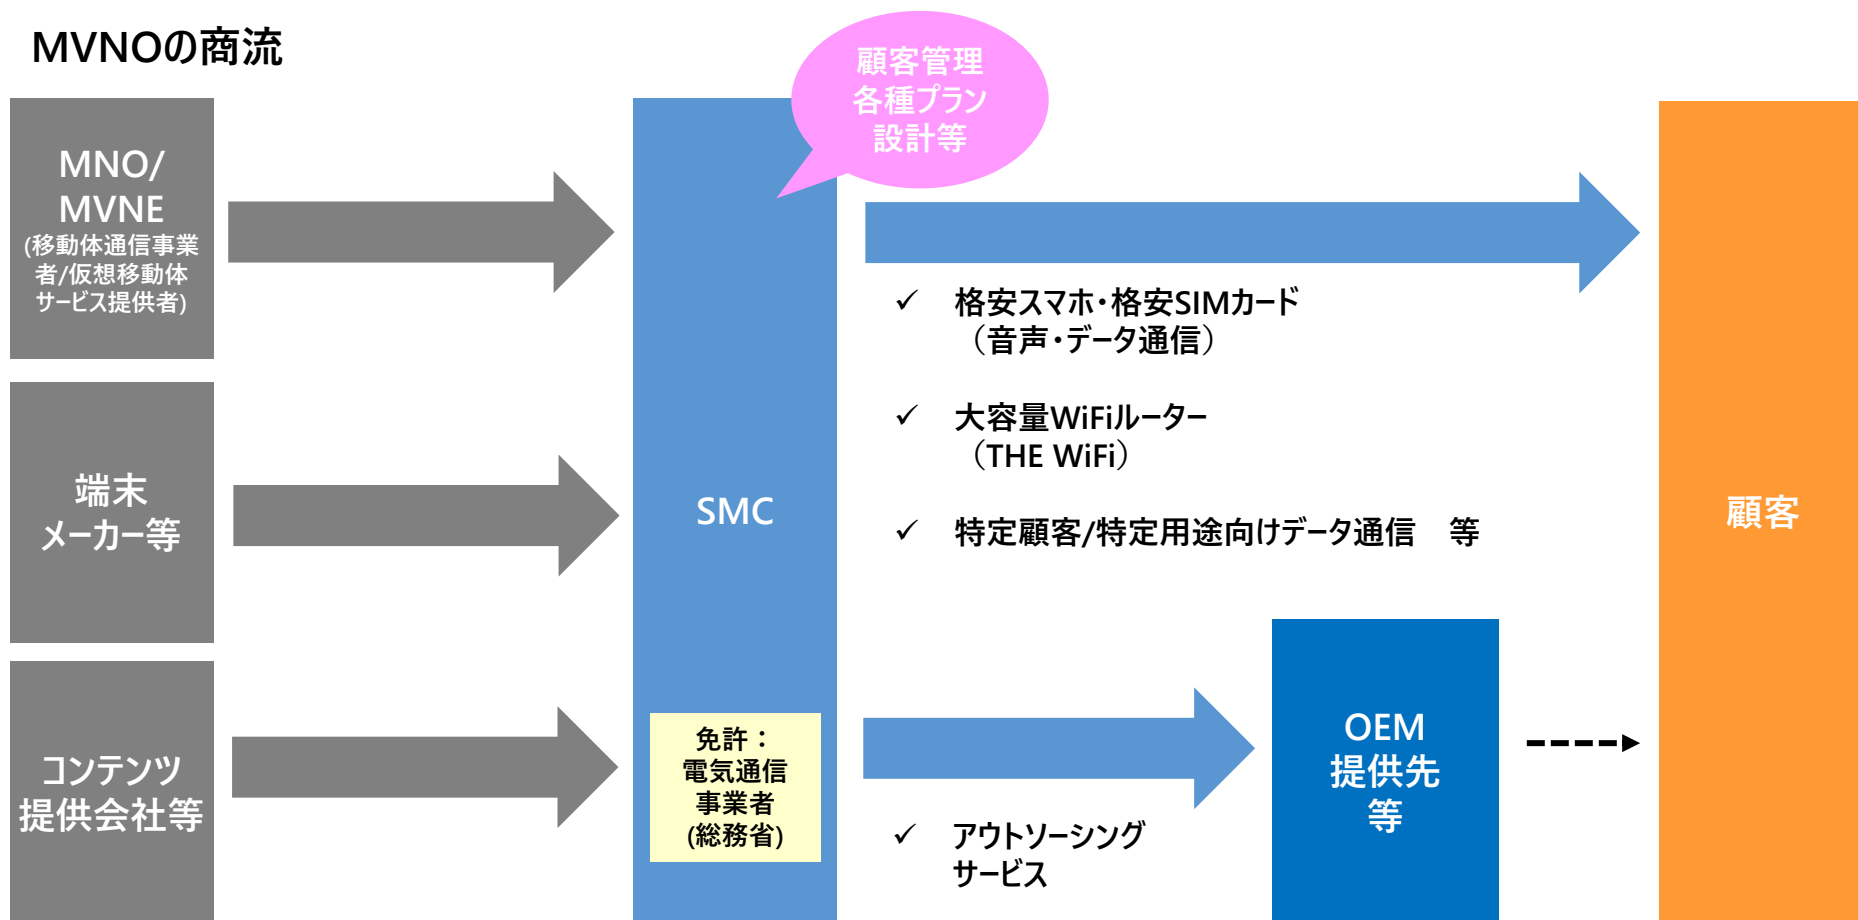 MVNOの商流
顧客管理
各種プラン
設計等
MNO/
MVNE
(移動体通信事業
者/仮想移動体
サービス提供者)
端末
メーカー等
コンテンツ
提供会社等
SMC
免許：
電気通信
事業者
(総務省)
✓ 格安スマホ・格安SIMカード
（音声・データ通信）
✓ 大容量WiFiルーター
（THE WiFi）
✓ 特定顧客/特定用途向けデータ通信　等
✓ アウトソーシング
サービス
OEM
提供先
等
顧客